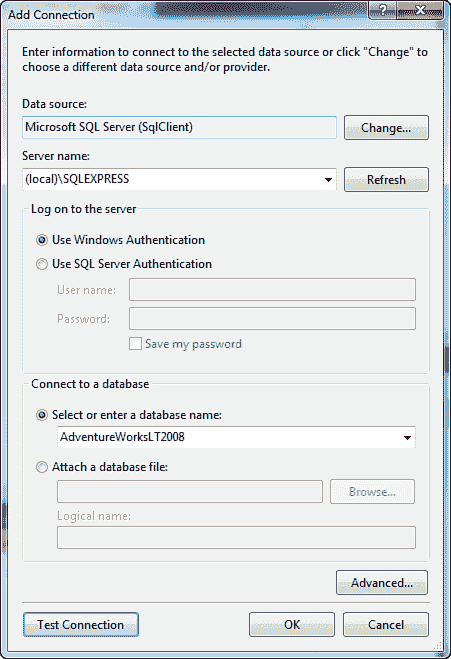 Add Connection
Enter information to connect to the selected data source or click "Change" to
choose a different data source and/or provider.
Data source:
Microsoft SQL Server (SqlClient)
Change...
Server name:
(local)\SQLEXPRESS
Refresh
Log on to the server
Use Windows Authentication
Use SQL Server Authentication
User name:
Password:
Save my password
Connect to a database
Select or enter a database name:
AdventureWorksLT2008
Attach a database file:
Browse...
Logical name:
Advanced...
Test Connection
OK
Cancel